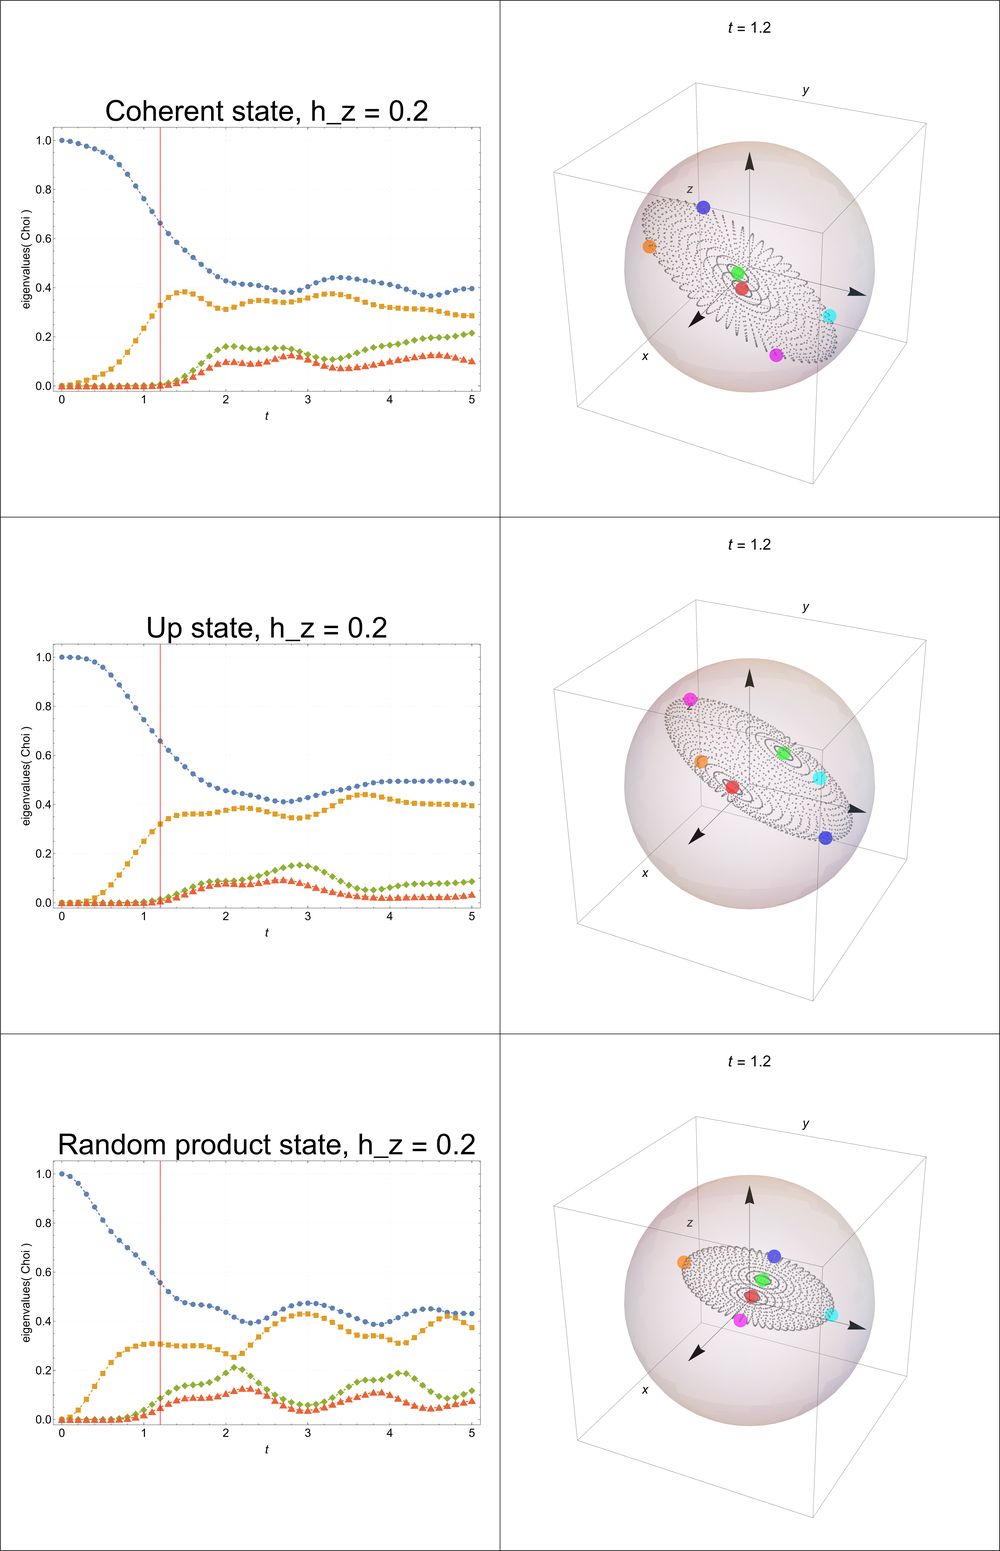 Coherent state, h_z = 0.2
eigenvalues( Choi )
1.0
0.8
0.6
0.4
0.2
0.0
0 1 2 3 4 5
t
t = 1.2
y
z
x
Up state, h_z = 0.2
eigenvalues( Choi )
1.0
0.8
0.6
0.4
0.2
0.0
0 1 2 3 4 5
t
t = 1.2
y
z
x
Random product state, h_z = 0.2
eigenvalues( Choi )
1.0
0.8
0.6
0.4
0.2
0.0
0 1 2 3 4 5
t
t = 1.2
y
z
x